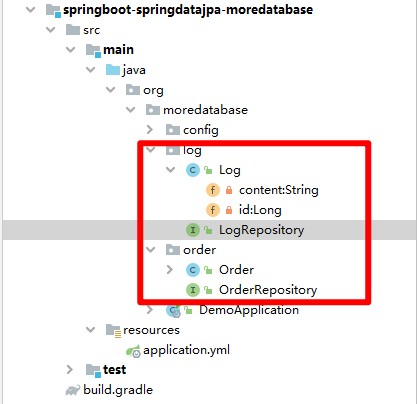 springboot-springdatajpa-moredatabase
src
main
java
org
moredatabase
config
log
C Log
f content:String
f id:Long
I LogRepository
order
C Order
I OrderRepository
DemoApplication
resources
application.yml
test
build.gradle